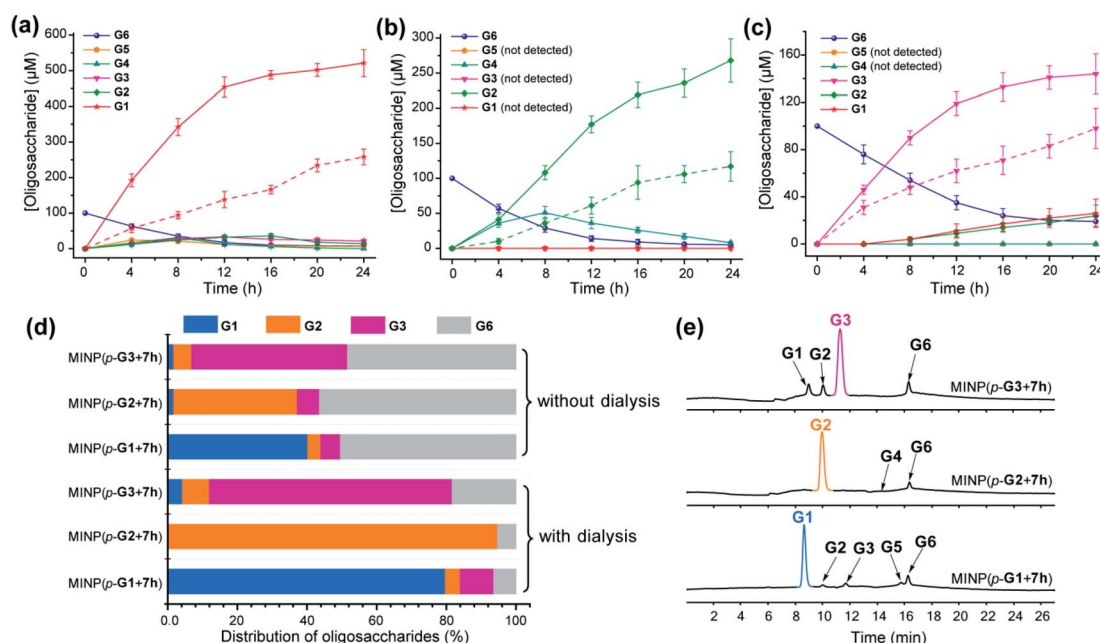 (a)
G6
G5
G4
G3
G2
G1
[Oligosaccharide] (μM)
600
500
400
300
200
100
0
0 4 8 12 16 20 24
Time (h)
(b)
G6
G5 (not detected)
G4
G3 (not detected)
G2
G1 (not detected)
[Oligosaccharide] (μM)
300
250
200
150
100
50
0
0 4 8 12 16 20 24
Time (h)
(c)
G6
G5 (not detected)
G4 (not detected)
G3
G2
G1
[Oligosaccharide] (μM)
160
120
80
40
0
0 4 8 12 16 20 24
Time (h)
(d)
G1 G2 G3 G6
MINP(p-G3+7h)
MINP(p-G2+7h)
MINP(p-G1+7h)
without dialysis
MINP(p-G3+7h)
MINP(p-G2+7h)
MINP(p-G1+7h)
with dialysis
0.0 20 40 60 80 100
Distribution of oligosaccharides (%)
(e)
G3
G1 G2 G6
MINP(p-G3+7h)
G2
G4 G6
MINP(p-G2+7h)
G1
G2 G3 G5 G6
MINP(p-G1+7h)
2 4 6 8 10 12 14 16 18 20 22 24 26
Time (min)